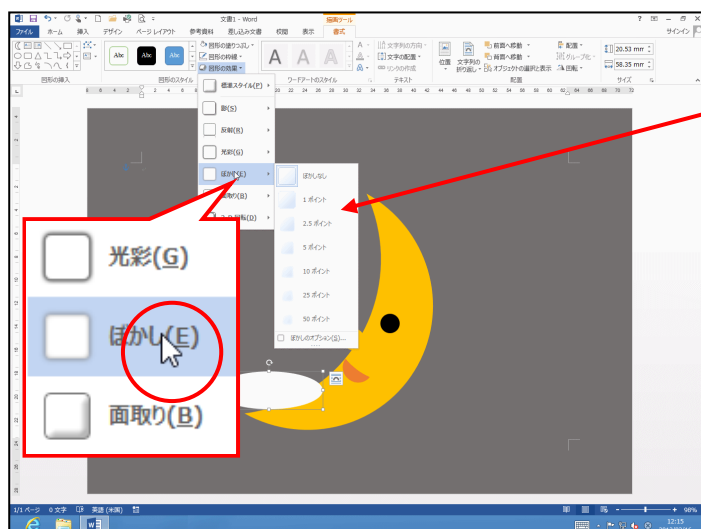 文書1 - Word
描画ツール
ファイル ホーム 挿入 デザイン ページ レイアウト 参考資料 差し込み文書 校閲 表示 書式
サインイン
Abc Abc Abc
図形の塗りつぶし
図形の枠線
図形の効果
A A A
文字列の方向
文字の配置
リンクの作成
位置 文字列の折り返し
前面へ移動
背面へ移動
オブジェクトの選択と表示
配置
グループ化
回転
20.53 mm
58.35 mm
図形の挿入 図形のスタイル ワードアートのスタイル テキスト 配置 サイズ
標準スタイル(P)
影(S)
反射(R)
光彩(G)
ぼかし(E)
面取り(B)
ぼかしなし
1 ポイント
2.5 ポイント
5 ポイント
10 ポイント
25 ポイント
50 ポイント
ぼかしのオプション(S)...
光彩(G)
ぼかし(E)
面取り(B)
1/1 ページ 0 文字 英語 (米国)
98%
12:15